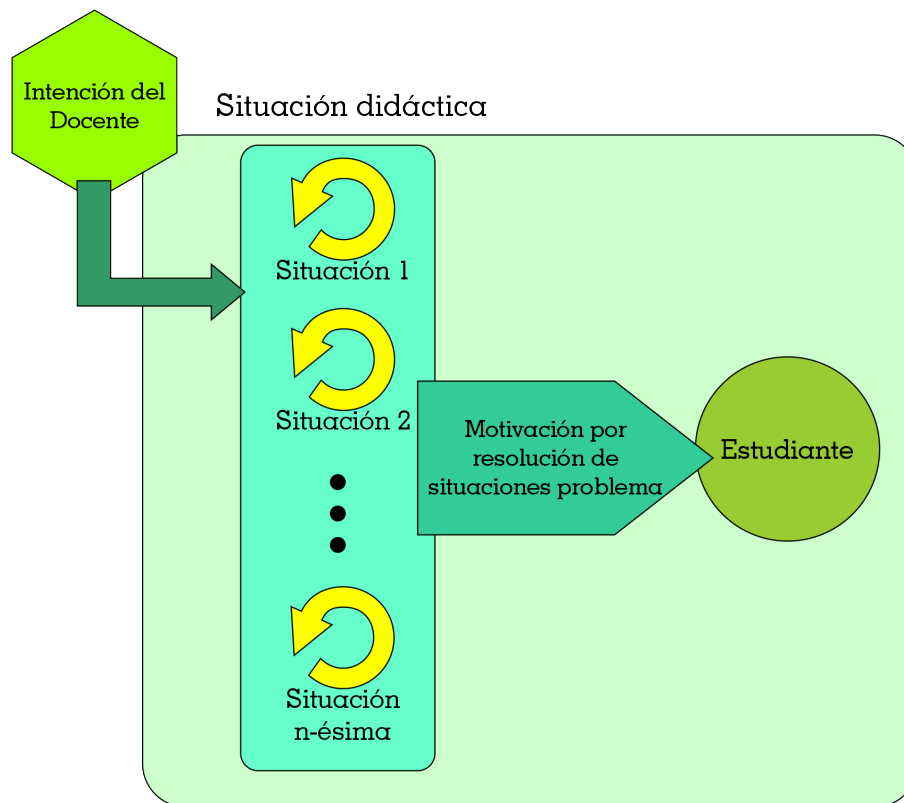 Intención del
Docente
Situación didáctica
Situación 1
Situación 2
Motivación por
resolución de
situaciones problema
Estudiante
Situación
n-ésima